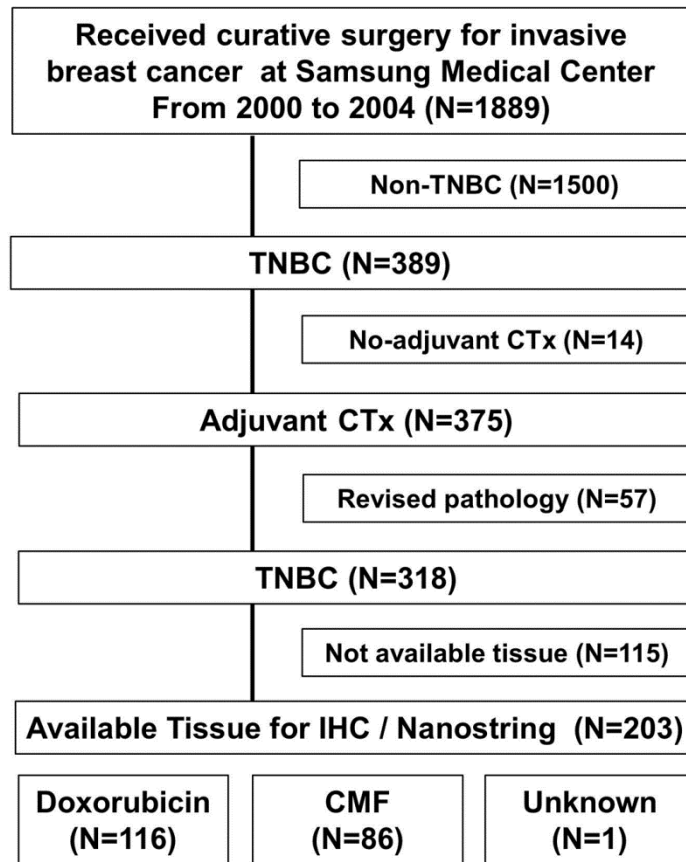 Received curative surgery for invasive
breast cancer at Samsung Medical Center
From 2000 to 2004 (N=1889)
Non-TNBC (N=1500)
TNBC (N=389)
No-adjuvant CTx (N=14)
Adjuvant CTx (N=375)
Revised pathology (N=57)
TNBC (N=318)
Not available tissue (N=115)
Available Tissue for IHC / Nanostring (N=203)
Doxorubicin
(N=116)
CMF
(N=86)
Unknown
(N=1)